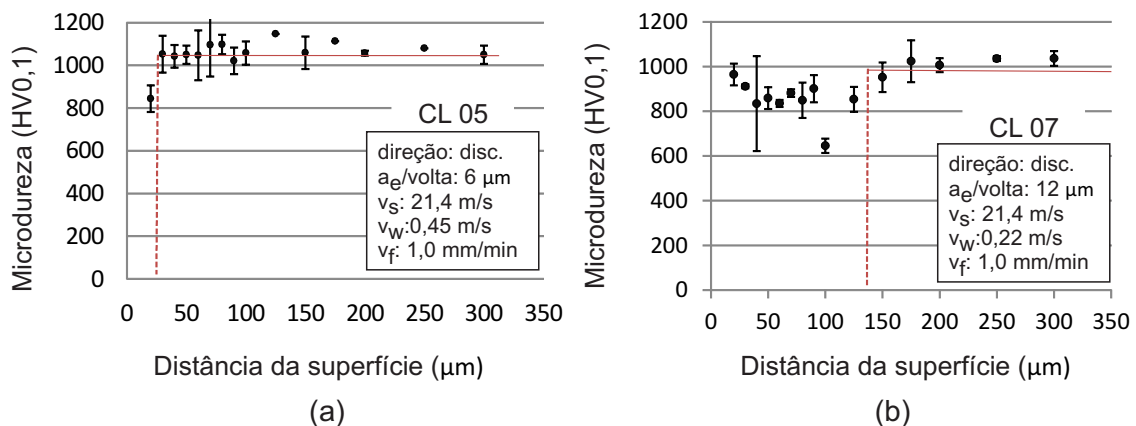 Microdureza (HV0,1)
1200
1000
800
600
400
200
0
CL 05
direção: disc.
ae/volta: 6 µm
vs: 21,4 m/s
vw:0,45 m/s
vf: 1,0 mm/min
0 50 100 150 200 250 300 350
Distância da superfície (µm)
(a)
Microdureza (HV0,1)
1200
1000
800
600
400
200
0
CL 07
direção: disc.
ae/volta: 12 µm
vs: 21,4 m/s
vw:0,22 m/s
vf: 1,0 mm/min
0 50 100 150 200 250 300 350
Distância da superfície (µm)
(b)